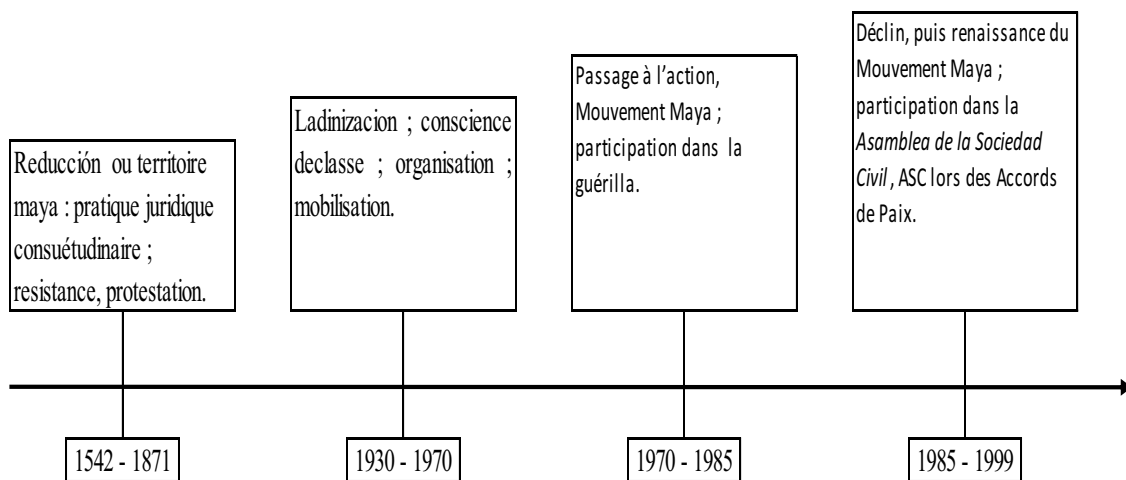 Reducción ou territoire
maya : pratique juridique
consuétudinaire ;
resistance, protestation.
Ladinizacion ; conscience
declasse ; organisation ;
mobilisation.
Passage à l’action,
Mouvement Maya ;
participation dans la
guérilla.
Déclin, puis renaissance du
Mouvement Maya ;
participation dans la
Asamblea de la Sociedad
Civil, ASC lors des Accords
de Paix.
1542 - 1871
1930 - 1970
1970 - 1985
1985 - 1999